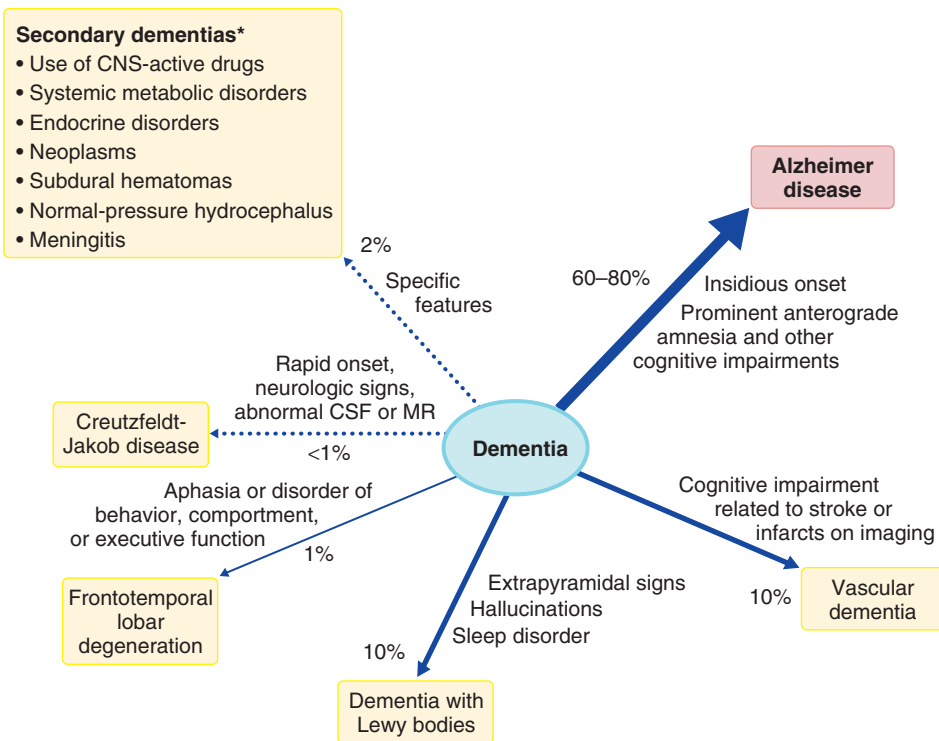 Secondary dementias*
• Use of CNS-active drugs
• Systemic metabolic disorders
• Endocrine disorders
• Neoplasms
• Subdural hematomas
• Normal-pressure hydrocephalus
• Meningitis
Alzheimer
disease
2%
Specific
features
60–80%
Insidious onset
Prominent anterograde
amnesia and other
cognitive impairments
Rapid onset,
neurologic signs,
abnormal CSF or MR
Creutzfeldt-
Jakob disease
<1%
Dementia
Aphasia or disorder of
behavior, comportment,
or executive function
1%
Cognitive impairment
related to stroke or
infarcts on imaging
Frontotemporal
lobar
degeneration
Extrapyramidal signs
Hallucinations
Sleep disorder
10%
Vascular
dementia
10%
Dementia with
Lewy bodies